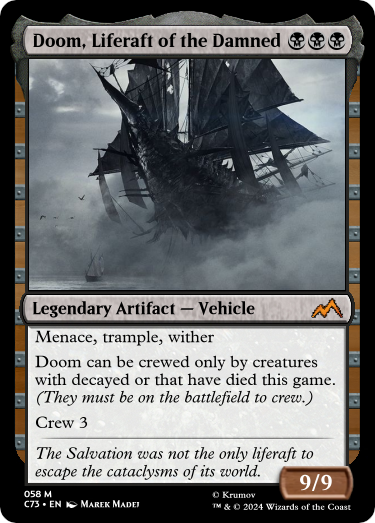 Doom, Liferaft of the Damned
Legendary Artifact — Vehicle
Menace, trample, wither
Doom can be crewed only by creatures
with decayed or that have died this game.
(They must be on the battlefield to crew.)
Crew 3
The Salvation was not the only liferaft to
escape the cataclysms of its world.
9/9
058 M
C73 • EN Marek Madej
© Krumov
™ & © 2024 Wizards of the Coast